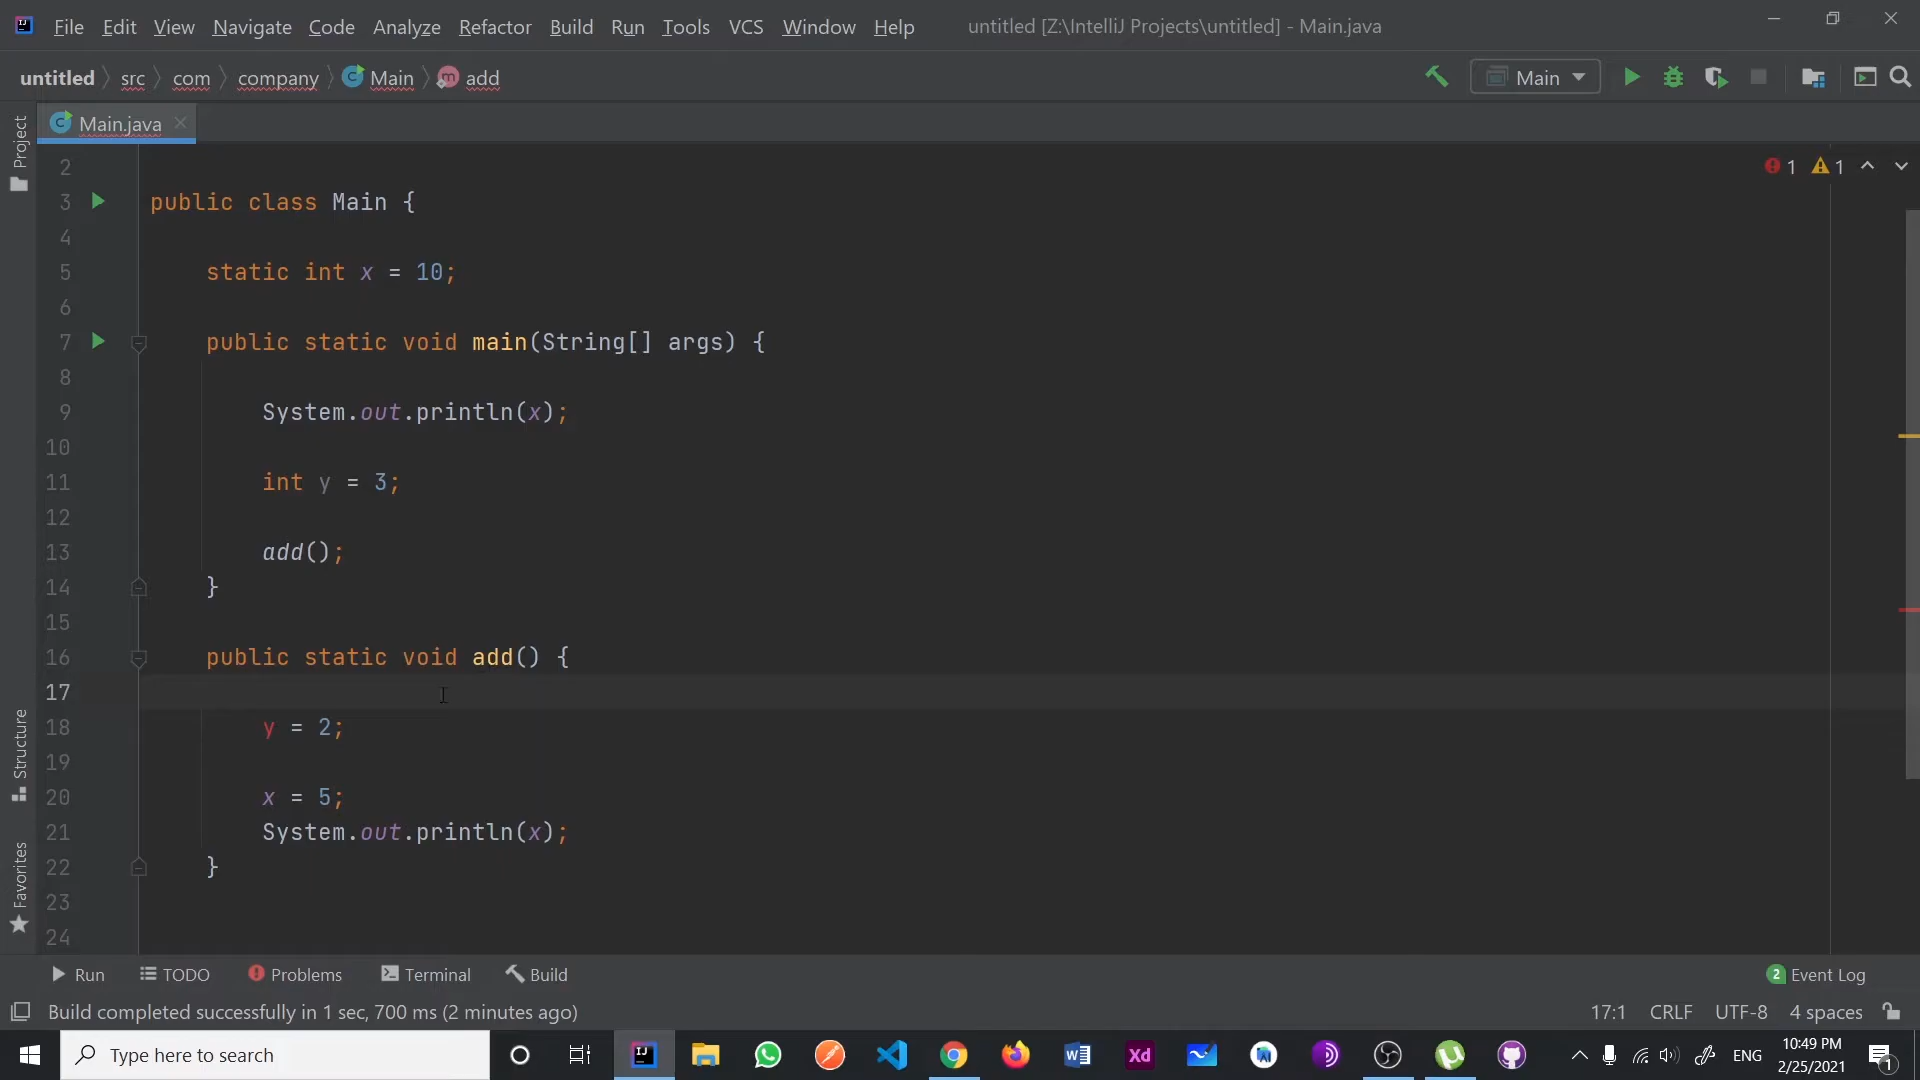 File Edit View Navigate Code Analyze Refactor Build Run Tools VCS Window Help untitled [Z:\IntelliJ Projects\untitled] - Main.java
untitled src com company Main add Main
Main.java
Project
1 1
2
3 public class Main {
4
5 static int x = 10;
6
7 public static void main(String[] args) {
8
9 System.out.println(x);
10
11 int y = 3;
12
13 add();
14 }
15
16 public static void add() {
17
18 y = 2;
19
20 x = 5;
21 System.out.println(x);
22 }
23
24
Structure
Favorites
Run TODO Problems Terminal Build 2 Event Log
Build completed successfully in 1 sec, 700 ms (2 minutes ago) 17:1 CRLF UTF-8 4 spaces
Type here to search ENG 10:49 PM
2/25/2021 1